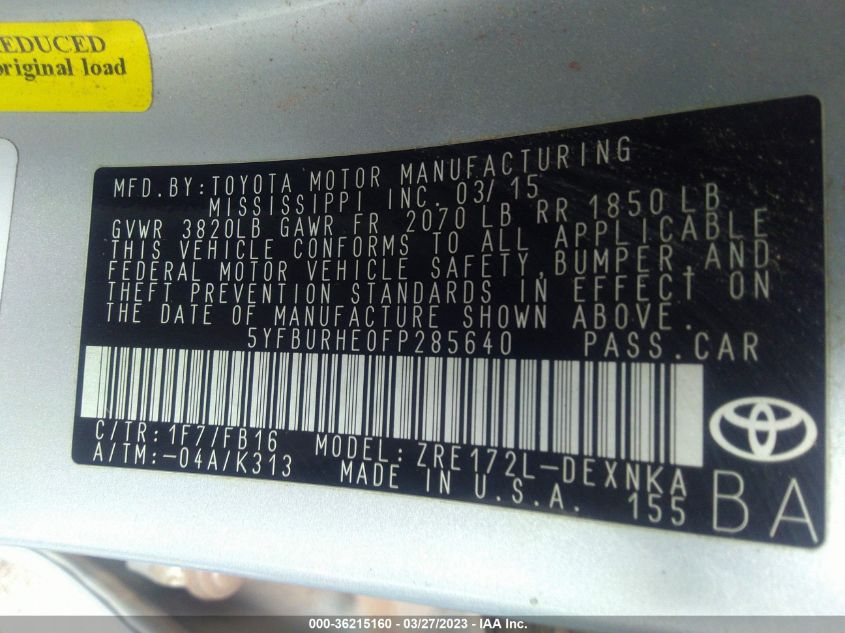 REDUCED
original load
MFD.BY:TOYOTA MOTOR MANUFACTURING
MISSISSIPPI INC. 03/15
GVWR 3820LB GAWR FR 2070 LB RR 1850 LB
THIS VEHICLE CONFORMS TO ALL APPLICABLE
FEDERAL MOTOR VEHICLE SAFETY,BUMPER,AND
THEFT PREVENTION STANDARDS IN EFFECT ON
THE DATE OF MANUFACTURE SHOWN ABOVE.
5YFBURHE0FP285640 PASS.CAR
C/TR:1F7/FB16 MODEL:ZRE172L-DEXNKA
A/TM:-04A/K313 MADE IN U.S.A. 155
BA
000-36215160 - 03/27/2023 - IAA Inc.